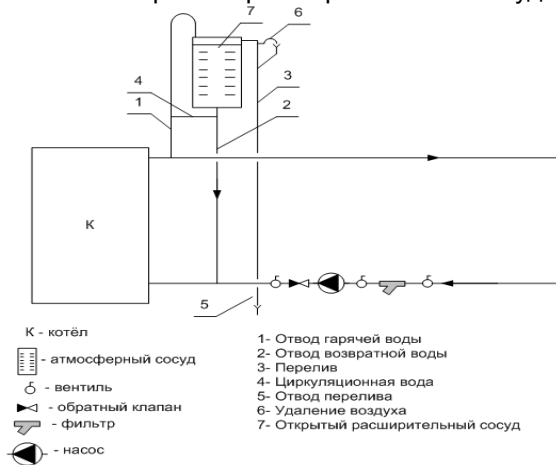 7
6
4
3
1
2
К
5
К - котёл
- атмосферный сосуд
- вентиль
- обратный клапан
- фильтр
- насос
1- Отвод гарячей воды
2- Отвод возвратной воды
3- Перелив
4- Циркуляционная вода
5- Отвод перелива
6- Удаление воздуха
7- Открытый расширительный сосуд